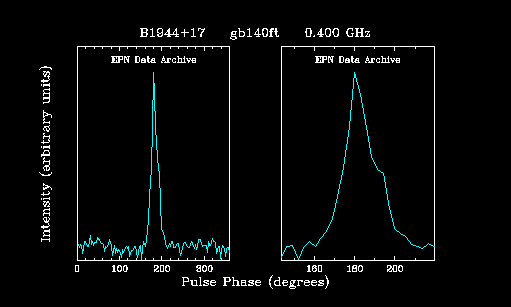 B1944+17 gb140ft 0.400 GHz
EPN Data Archive EPN Data Archive
Intensity (arbitrary units)
0 100 200 300 160 180 200
Pulse Phase (degrees)